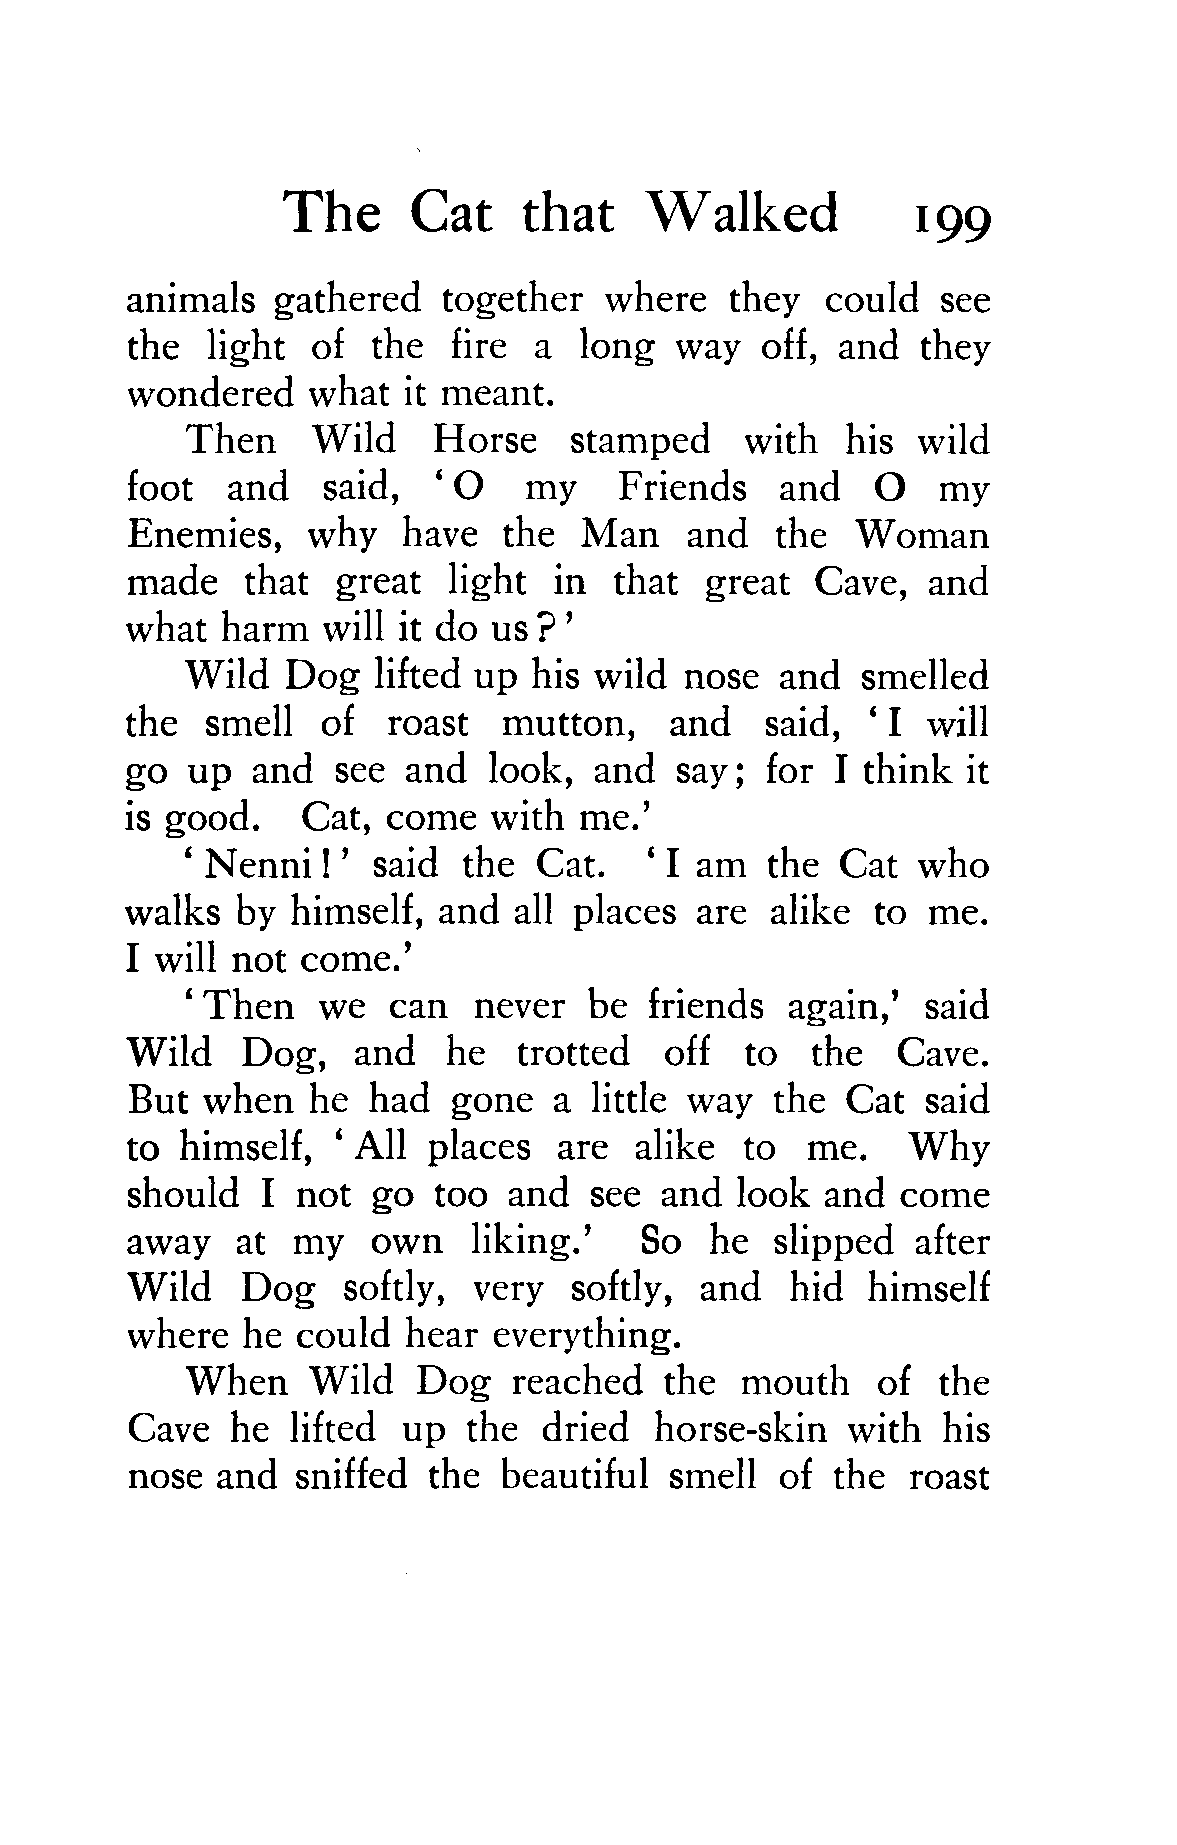 The Cat that Walked 199
animals gathered together where they could see
the light of the fire a long way off, and they
wondered what it meant.
Then Wild Horse stamped with his wild
foot and said, ‘ O my Friends and O my
Enemies, why have the Man and the Woman
made that great light in that great Cave, and
what harm will it do us ? ’
Wild Dog lifted up his wild nose and smelled
the smell of roast mutton, and said, ‘ I will
go up and see and look, and say; for I think it
is good. Cat, come with me.’
‘ Nenni ! ’ said the Cat. ‘ I am the Cat who
walks by himself, and all places are alike to me.
I will not come.’
‘ Then we can never be friends again,’ said
Wild Dog, and he trotted off to the Cave.
But when he had gone a little way the Cat said
to himself, ‘ All places are alike to me. Why
should I not go too and see and look and come
away at my own liking.’ So he slipped after
Wild Dog softly, very softly, and hid himself
where he could hear everything.
When Wild Dog reached the mouth of the
Cave he lifted up the dried horse-skin with his
nose and sniffed the beautiful smell of the roast